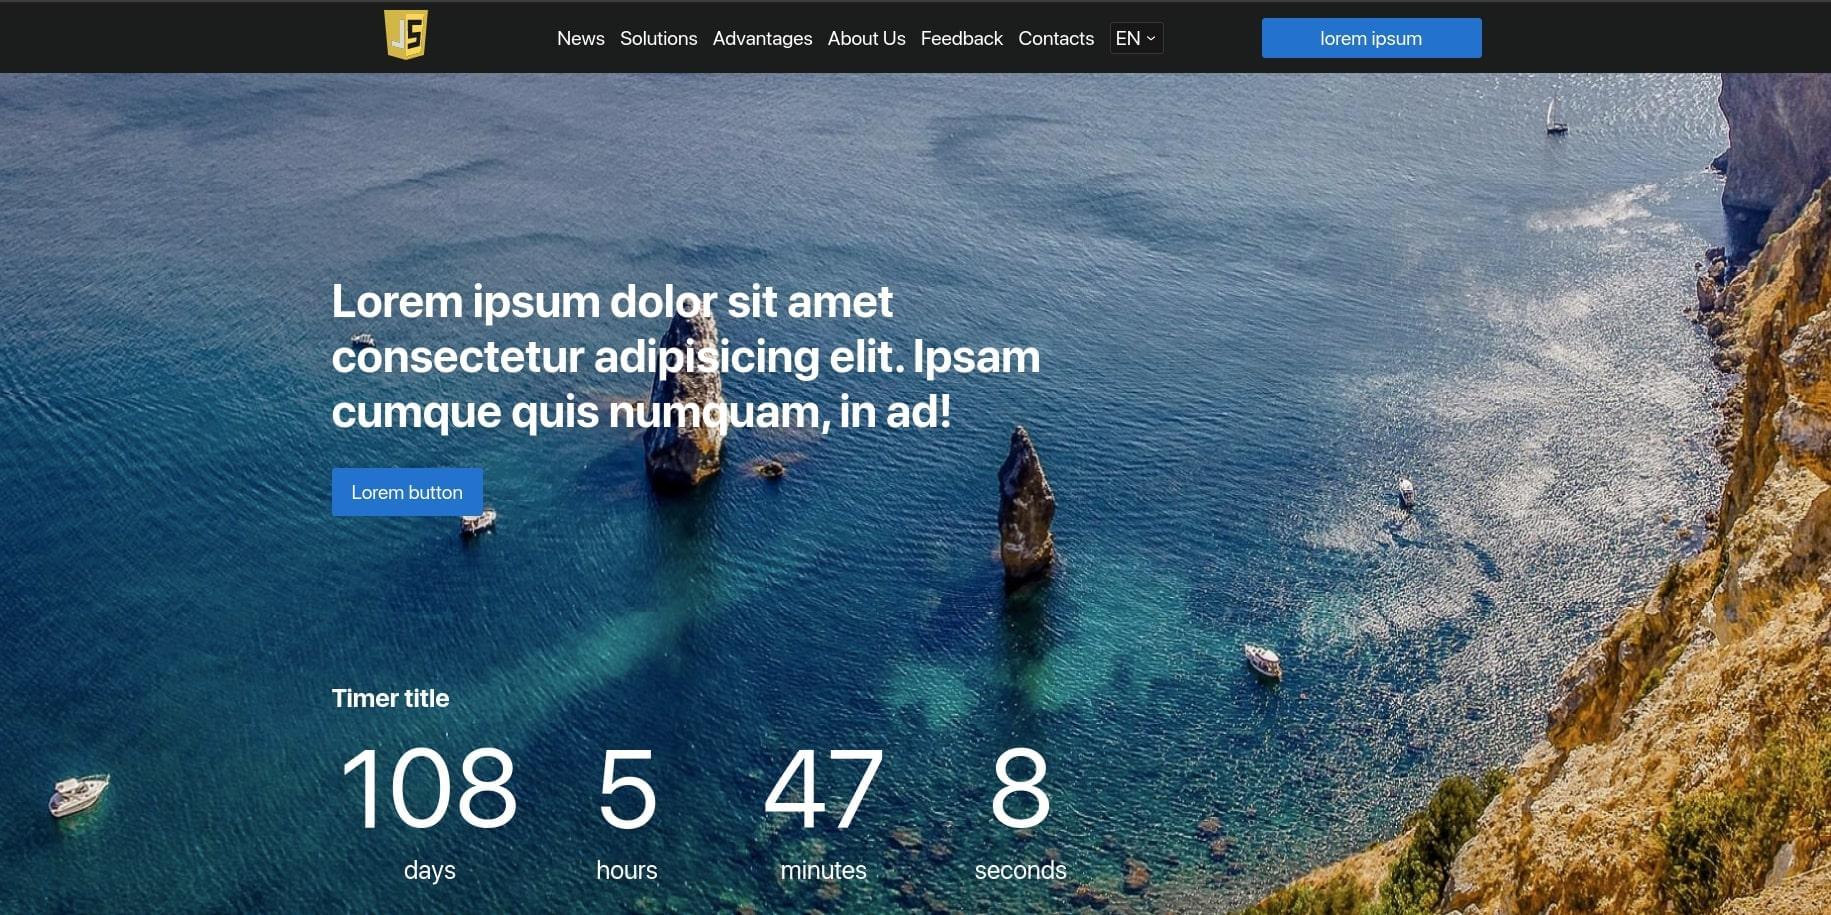 JS
News Solutions Advantages About Us Feedback Contacts EN lorem ipsum
Lorem ipsum dolor sit amet
consectetur adipisicing elit. Ipsam
cumque quis numquam, in ad!
Lorem button
Timer title
108 5 47 8
days hours minutes seconds